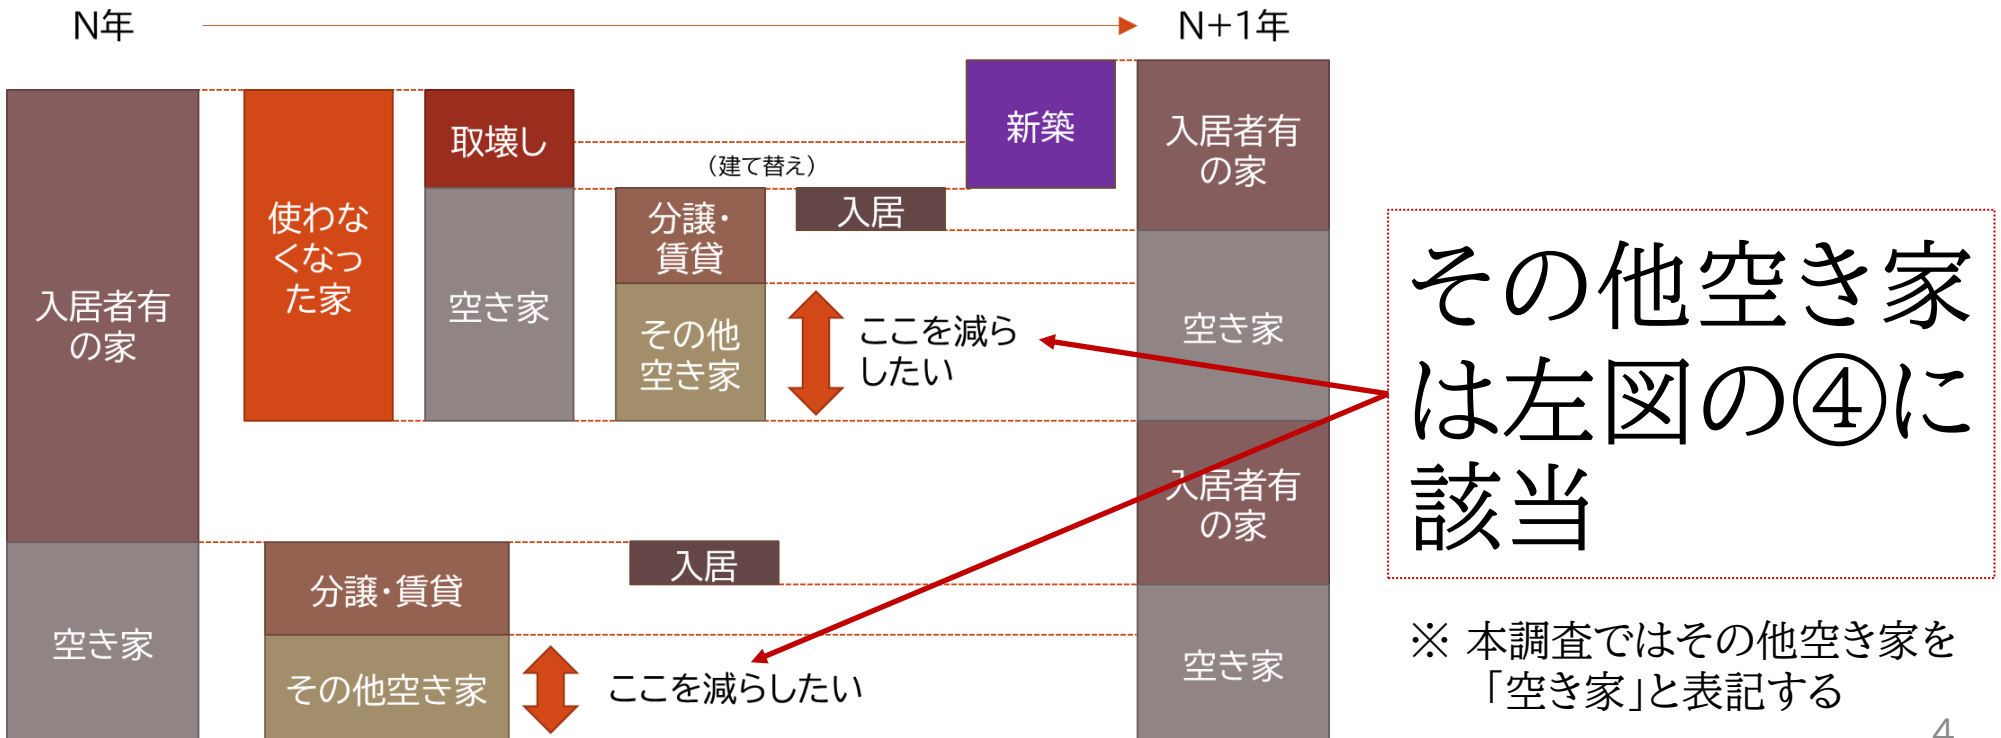 N年
N+1年
入居者有
の家
使わな
くなっ
た家
取壊し
空き家
(建て替え)
分譲・
賃貸
その他
空き家
入居
ここを減ら
したい
新築
入居者有
の家
空き家
入居者有
の家
空き家
空き家
分譲・賃貸
その他空き家
入居
ここを減らしたい
その他空き家
は左図の④に
該当
※ 本調査ではその他空き家を
「空き家」と表記する
4